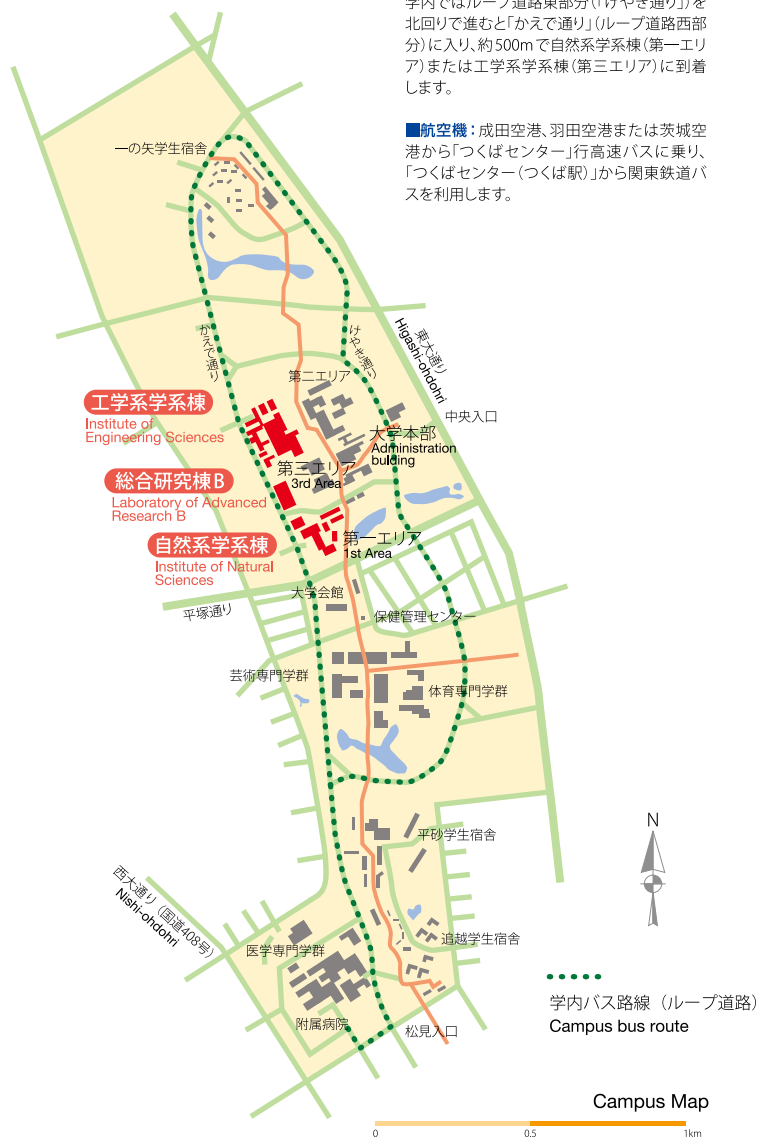 学内ではループ道路東部分(「けやき通り」)を
北回りで進むと「かえで通り」(ループ道路西部
分)に入り、約500mで自然系学系棟(第一エリ
ア)または工学系学系棟(第三エリア)に到着
します。
■航空機：成田空港、羽田空港または茨城空
港から「つくばセンター」行高速バスに乗り、
「つくばセンター(つくば駅)」から関東鉄道バ
スを利用します。
一の矢学生宿舎
かえで通り
けやき通り
東大通り
Higashi-ohdohri
第二エリア
中央入口
工学系学系棟
Institute of
Engineering Sciences
大学本部
Administration
bulding
第三エリア
3rd Area
総合研究棟B
Laboratory of Advanced
Research B
自然系学系棟
Institute of Natural
Sciences
第一エリア
1st Area
大学会館
平塚通り
保健管理センター
芸術専門学群
体育専門学群
平砂学生宿舎
N
西大通り(国道408号)
Nishi-ohdohri
医学専門学群
追越学生宿舎
附属病院
松見入口
学内バス路線（ループ道路）
Campus bus route
Campus Map
0 0.5 1km